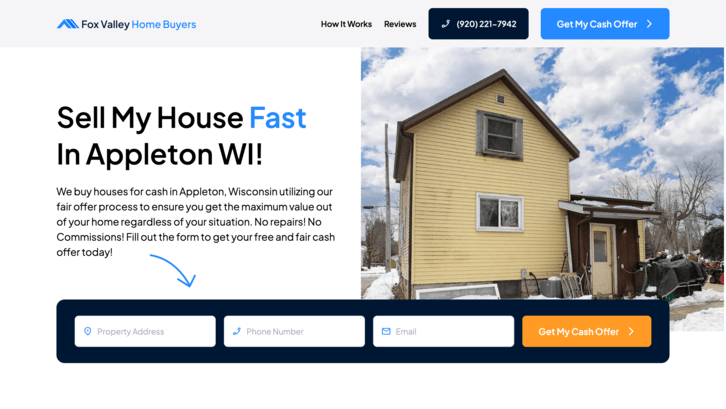 Fox Valley Home Buyers
How It Works
Reviews
(920) 221-7942
Get My Cash Offer
Sell My House Fast
In Appleton WI!
We buy houses for cash in Appleton, Wisconsin utilizing our
fair offer process to ensure you get the maximum value out
of your home regardless of your situation. No repairs! No
Commissions! Fill out the form to get your free and fair cash
offer today!
Property Address
Phone Number
Email
Get My Cash Offer